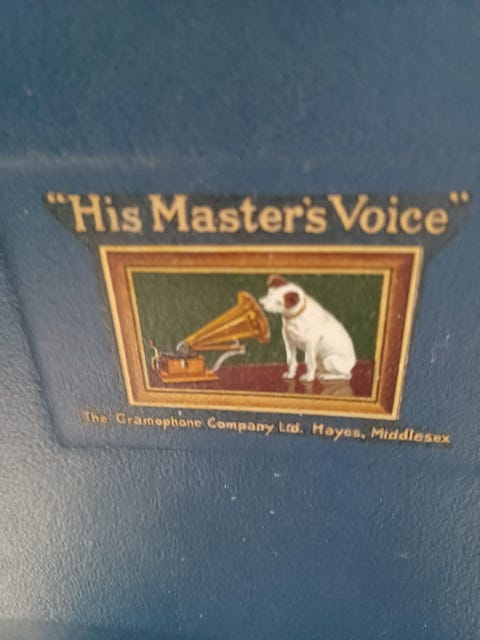 "His Master's Voice"
The Gramophone Company Ltd. Hayes, Middlesex